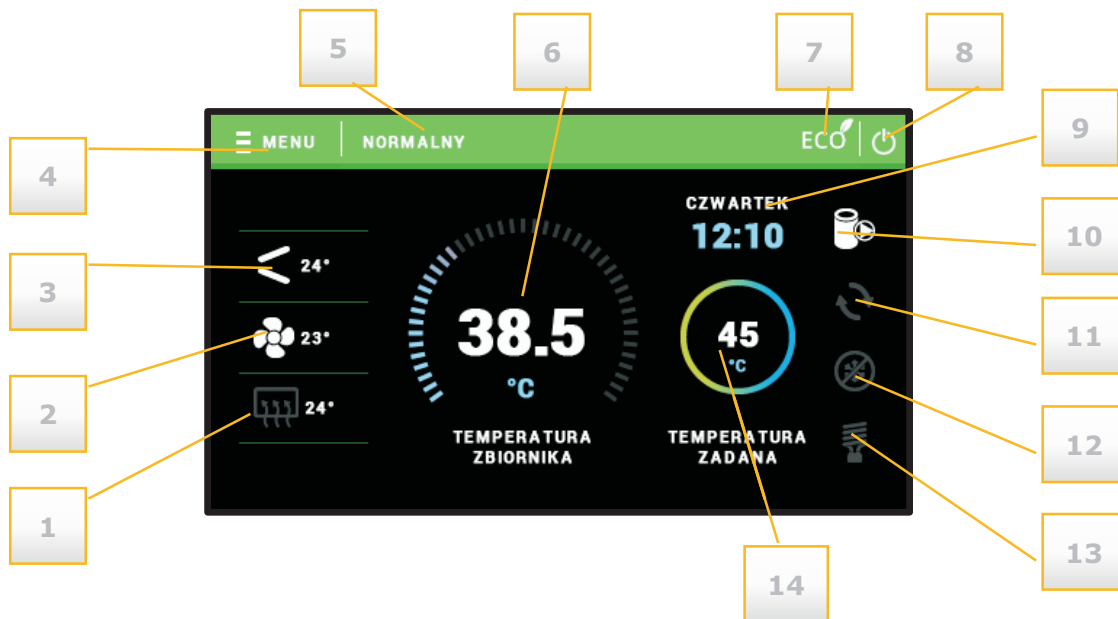 5
6
7
8
9
4
MENU
NORMALNY
ECO
CZWARTEK
12:10
10
3
24°
11
38.5
°C
45
°C
23°
2
12
24°
TEMPERATURA
ZBIORNIKA
TEMPERATURA
ZADANA
1
13
14